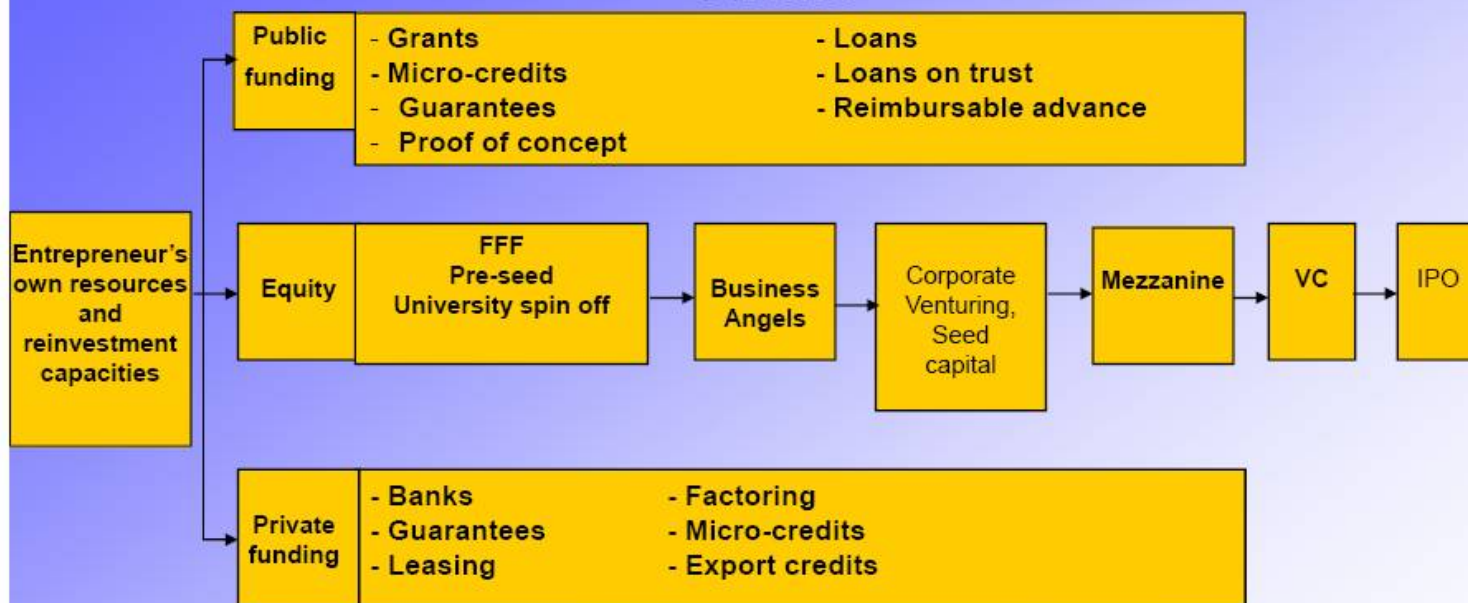 Public
funding
- Grants
- Micro-credits
- Guarantees
- Proof of concept
- Loans
- Loans on trust
- Reimbursable advance
Entrepreneur's
own resources
and
reinvestment
capacities
Equity
FFF
Pre-seed
University spin off
Business
Angels
Corporate
Venturing,
Seed
capital
Mezzanine
VC
IPO
Private
funding
- Banks
- Guarantees
- Leasing
- Factoring
- Micro-credits
- Export credits